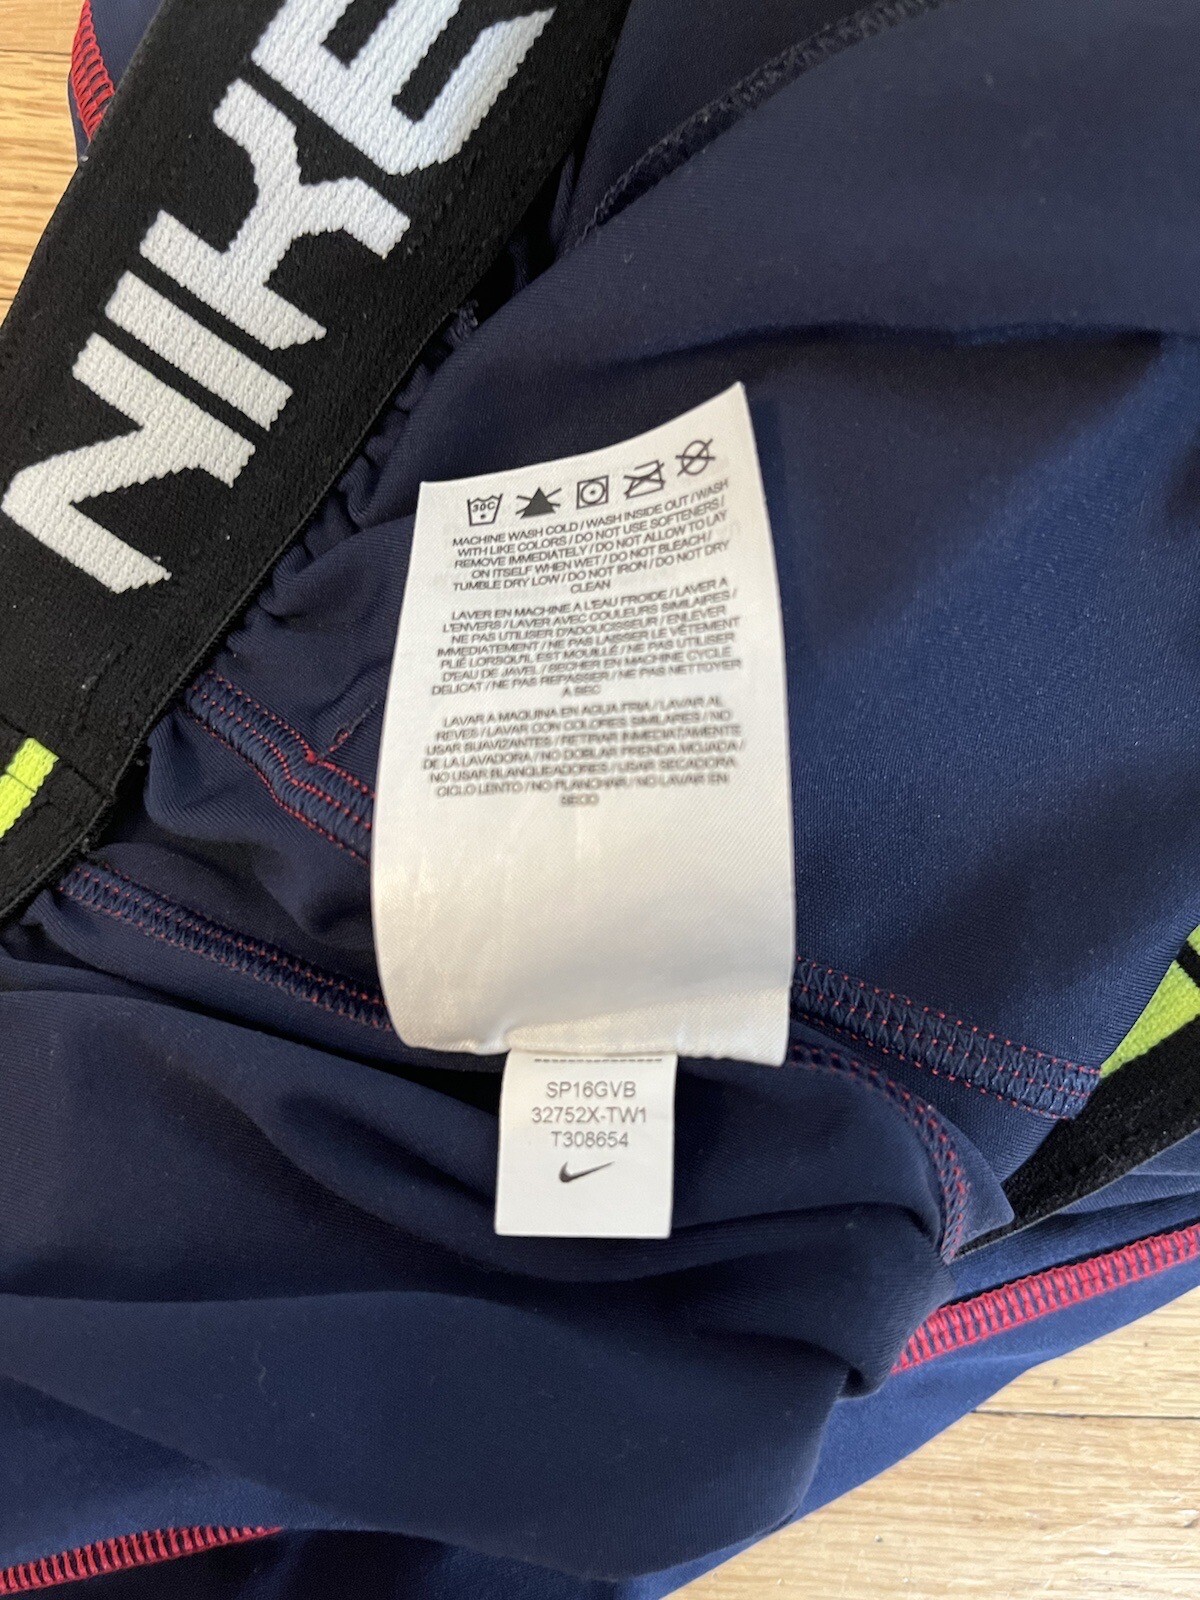 NIKE
30C
MACHINE WASH COLD / WASH INSIDE OUT / WASH
WITH LIKE COLORS / DO NOT USE SOFTENERS /
REMOVE IMMEDIATELY / DO NOT ALLOW TO LAY
ON ITSELF WHEN WET / DO NOT BLEACH /
TUMBLE DRY LOW / DO NOT IRON / DO NOT DRY
CLEAN
LAVER EN MACHINE A L'EAU FROIDE / LAVER A
L'ENVERS / LAVER AVEC COULEURS SIMILAIRES /
NE PAS UTILISER D'ADOUCISSEUR / ENLEVER
IMMEDIATEMENT / NE PAS LAISSER LE VÊTEMENT
PLIÉ LORSQU'IL EST MOUILLÉ / NE PAS UTILISER
D'EAU DE JAVEL / SECHER EN MACHINE CYCLE
DELICAT / NE PAS REPASSER / NE PAS NETTOYER
A SEC
LAVAR A MAQUINA EN AGUA FRIA / LAVAR AL
REVES / LAVAR CON COLORES SIMILARES / NO
USAR SUAVIZANTES / RETIRAR INMEDIATAMENTE
DE LA LAVADORA / NO DOBLAR PRENDA MOJADA /
NO USAR BLANQUEADORES / USAR SECADORA
CICLO LENTO / NO PLANCHAR / NO LAVAR EN
SECO
SP16GVB
32752X-TW1
T308654